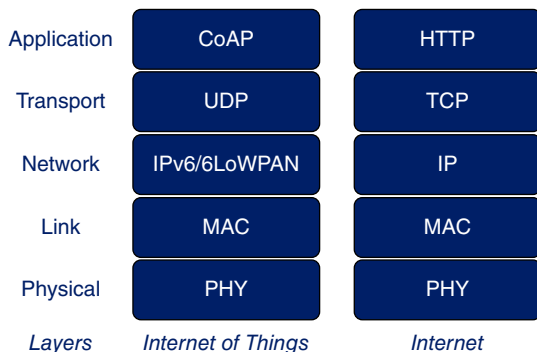 Application CoAP HTTP
Transport UDP TCP
Network IPv6/6LoWPAN IP
Link MAC MAC
Physical PHY PHY
Layers Internet of Things Internet